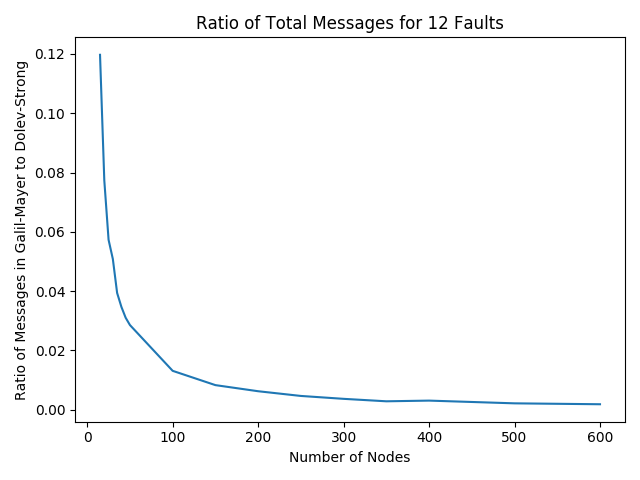 Ratio of Total Messages for 12 Faults
Ratio of Messages in Galil-Mayer to Dolev-Strong
0.12
0.10
0.08
0.06
0.04
0.02
0.00
0 100 200 300 400 500 600
Number of Nodes